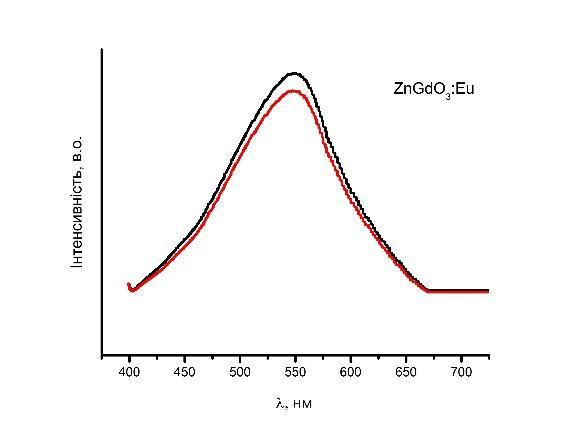 ZnGdO₃:Eu
Інтенсивність, в.о.
400 450 500 550 600 650 700
λ, нм